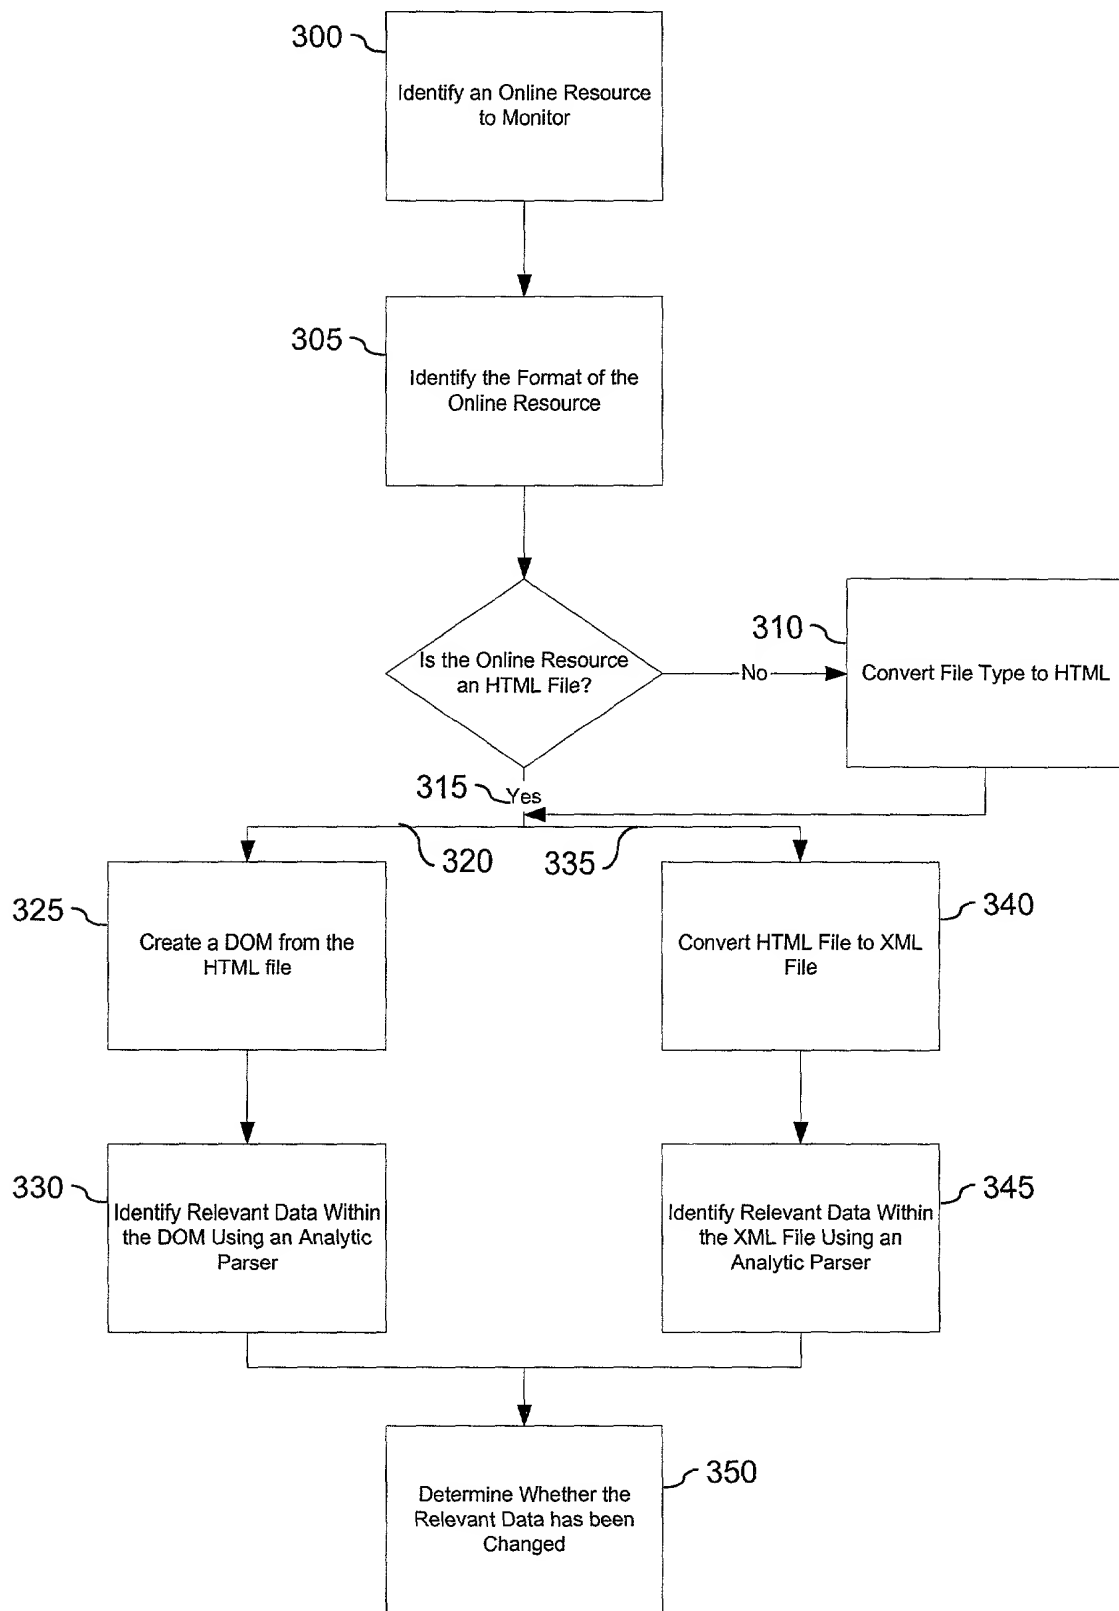 300
Identify an Online Resource
to Monitor
305
Identify the Format of the
Online Resource
Is the Online Resource
an HTML File?
No
310
Convert File Type to HTML
315
Yes
320
335
325
Create a DOM from the
HTML file
340
Convert HTML File to XML
File
330
Identify Relevant Data Within
the DOM Using an Analytic
Parser
345
Identify Relevant Data Within
the XML File Using an
Analytic Parser
350
Determine Whether the
Relevant Data has been
Changed